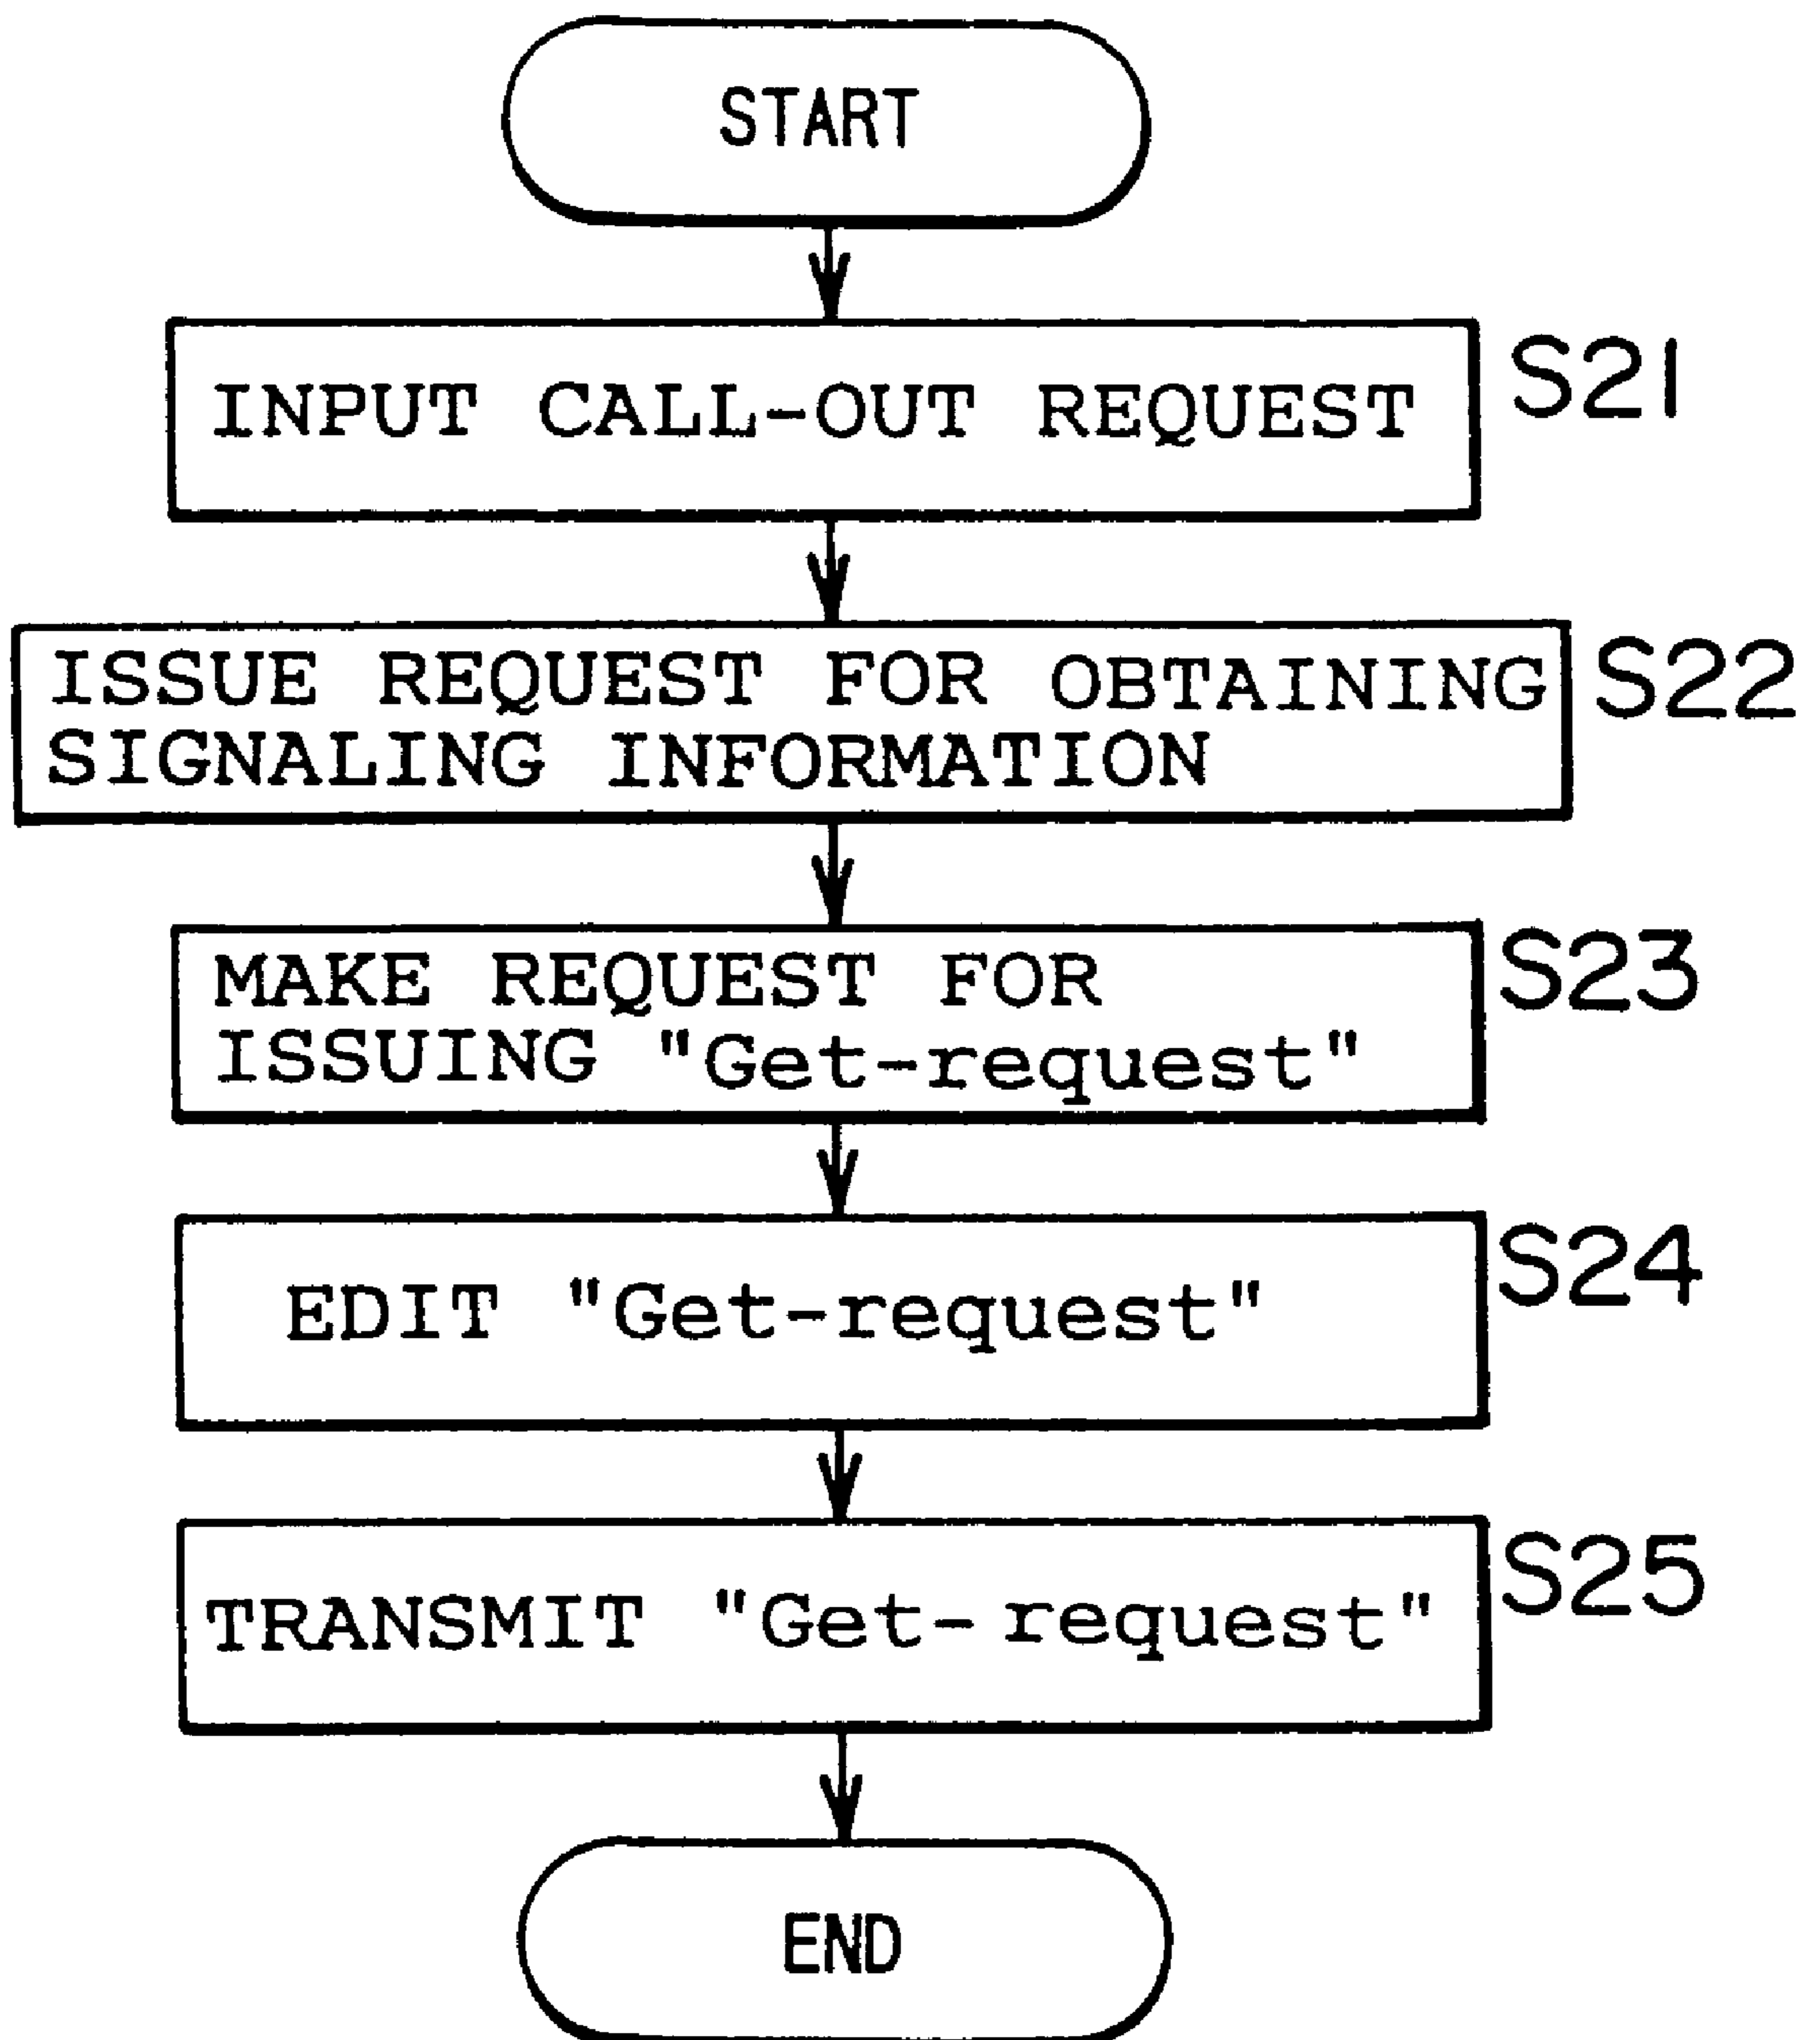 START
INPUT CALL-OUT REQUEST
S21
ISSUE REQUEST FOR OBTAINING
SIGNALING INFORMATION
S22
MAKE REQUEST FOR
ISSUING "Get-request"
S23
EDIT "Get-request"
S24
TRANSMIT "Get-request"
S25
END